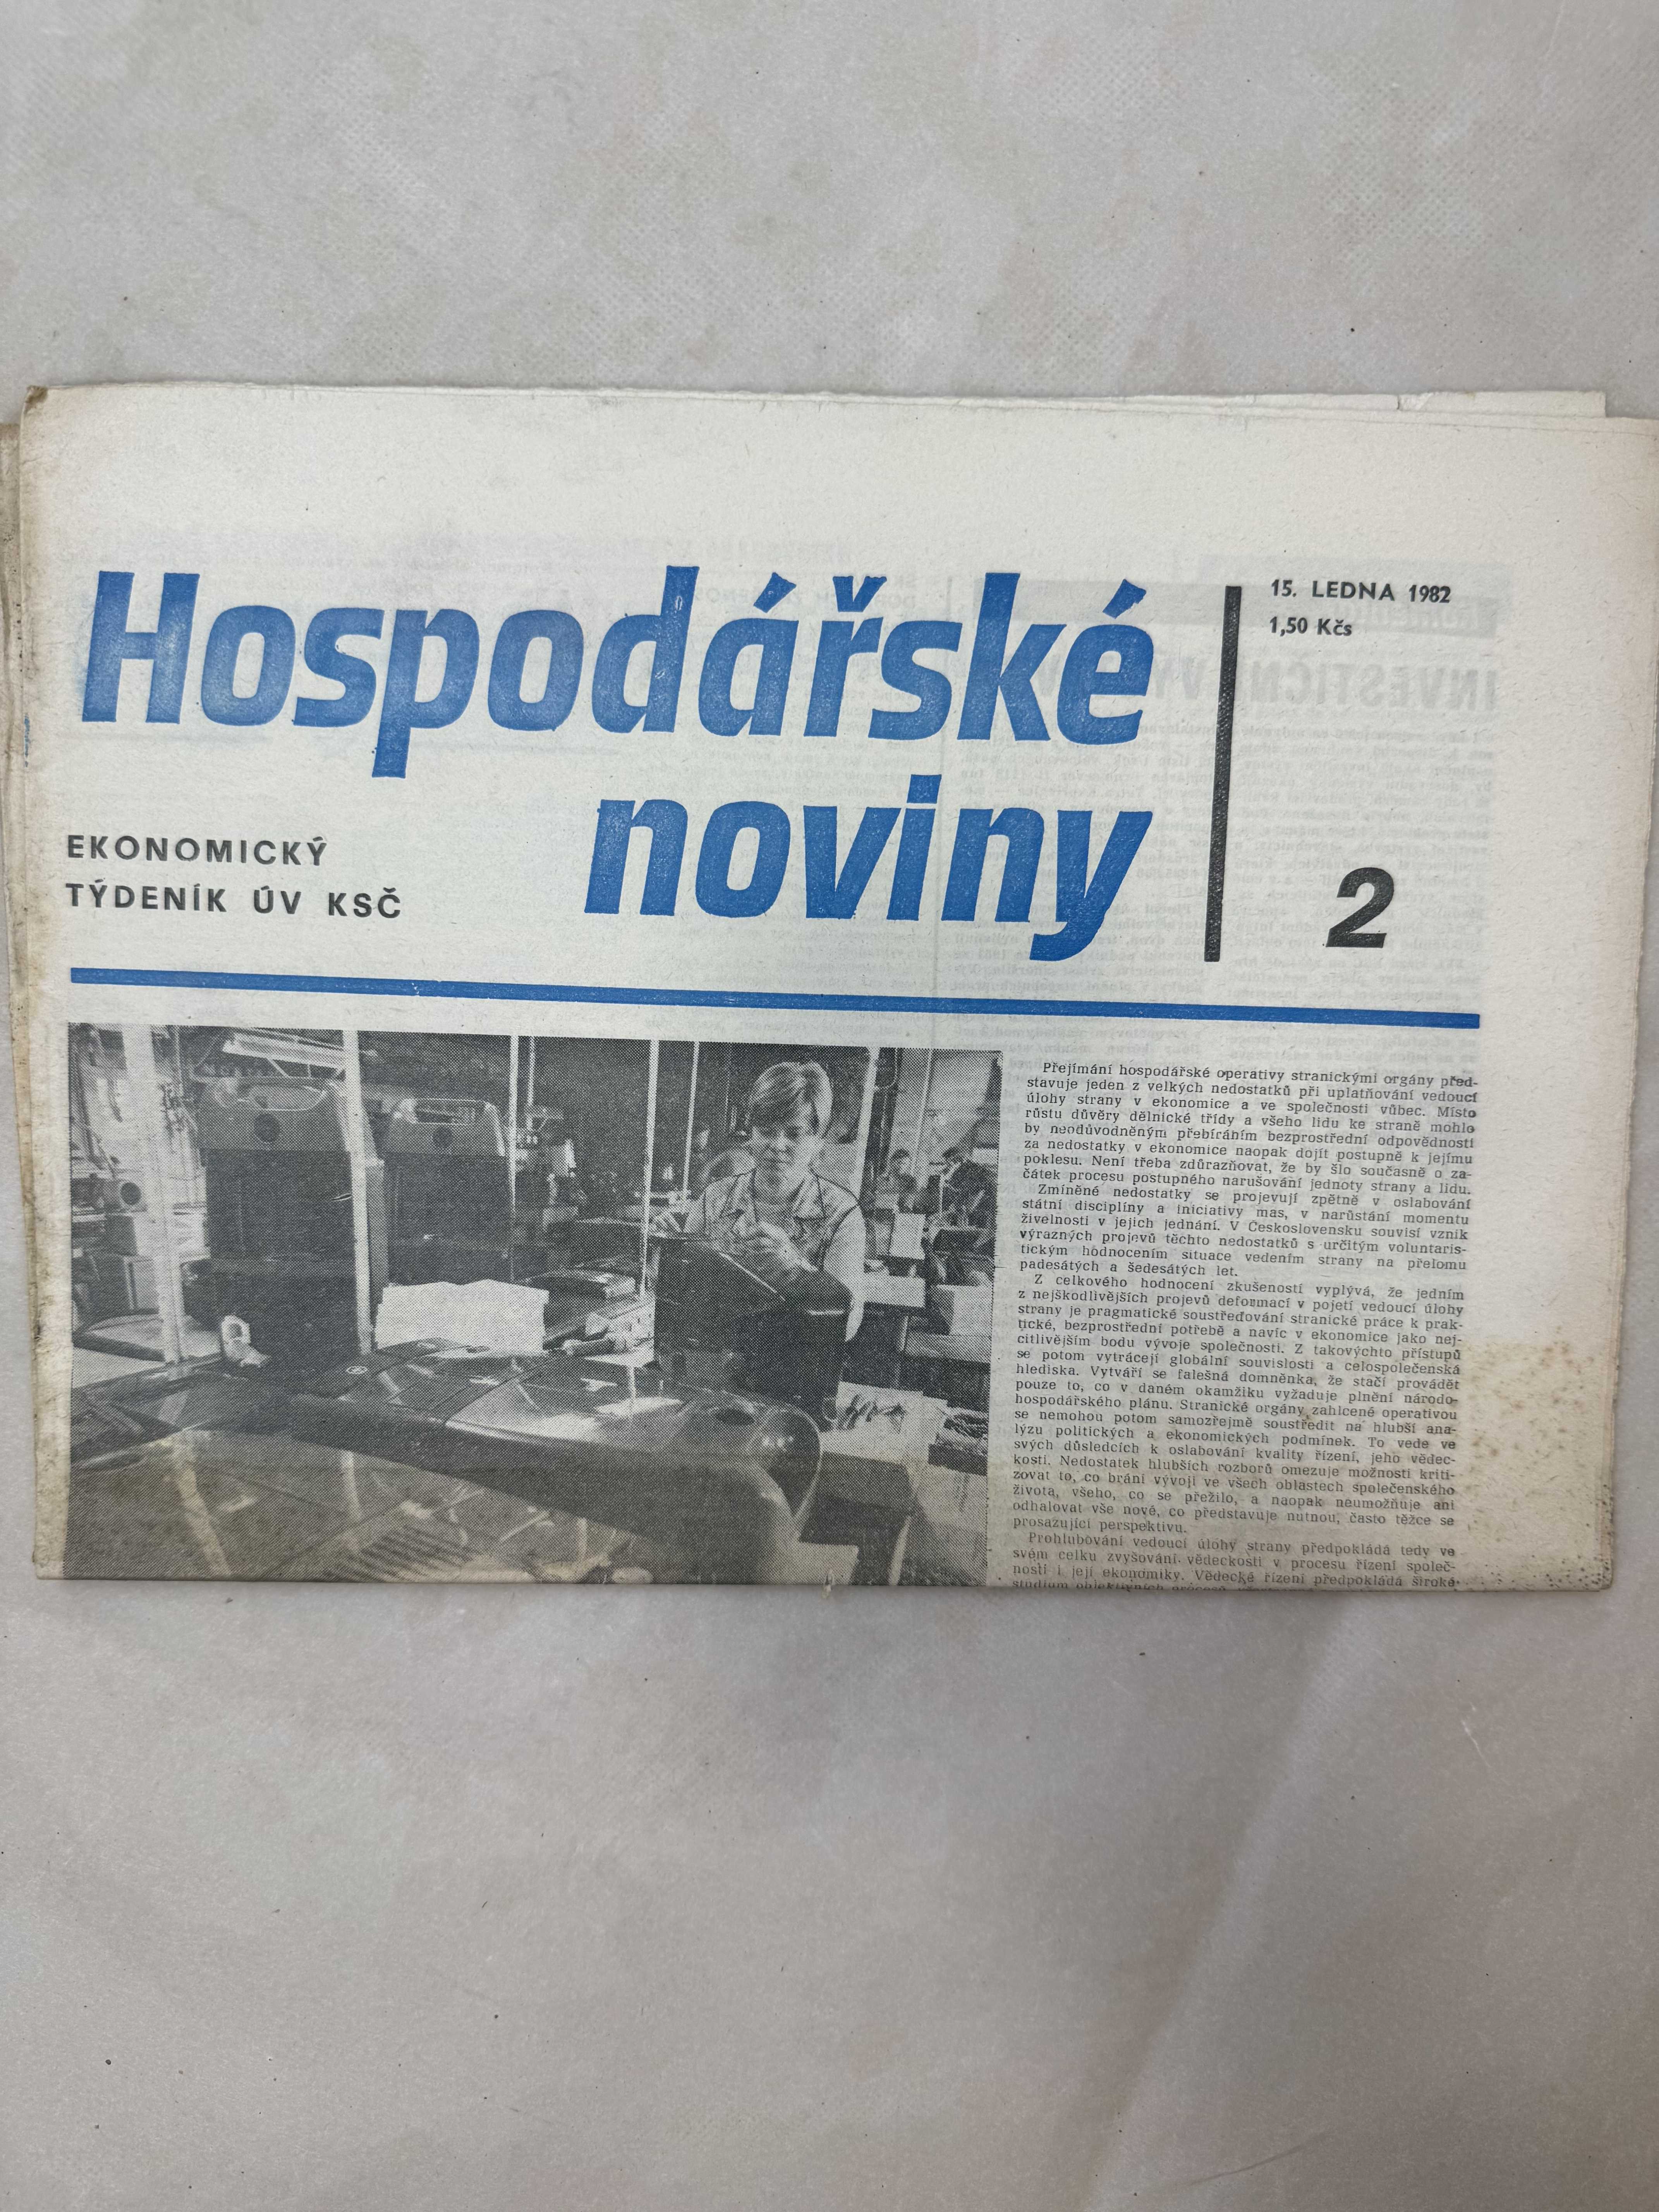 Hospodářské
noviny
EKONOMICKÝ
TÝDENÍK ÚV KSČ
15. LEDNA 1982
1,50 Kčs
2
Přejímání hospodářské operativy stranickými orgány před-
stavuje jeden z velkých nedostatků při uplatňování vedoucí
úlohy strany v ekonomice a ve společnosti vůbec. Místo
růstu důvěry dělnické třídy a všeho lidu ke straně mohlo
by neodůvodněným přebíráním bezprostřední odpovědnosti
za nedostatky v ekonomice naopak dojít postupně k jejímu
poklesu. Není třeba zdůrazňovat, že by šlo současně o za-
čátek procesu postupného narušování jednoty strany a lidu.
Zmíněné nedostatky se projevují zpětně v oslabování
státní disciplíny a iniciativy mas, v narůstání momentu
živelnosti v jejich jednání. V Československu souvisí vznik
výrazných projevů těchto nedostatků s určitým voluntaris-
tickým hodnocením situace vedením strany na přelomu
padesátých a šedesátých let.
Z celkového hodnocení zkušeností vyplývá, že jedním
z nejškodlivějších projevů deformací v pojetí vedoucí úlohy
strany je pragmatické soustřeďování stranické práce k prak-
tické, bezprostřední potřebě a navíc v ekonomice jako nej-
citlivějším bodu vývoje společnosti. Z takovýchto přístupů
se potom vytrácejí globální souvislosti a celospolečenská
hlediska. Vytváří se falešná domněnka, že stačí provádět
pouze to, co v daném okamžiku vyžaduje plnění národo-
hospodářského plánu. Stranické orgány zahlcené operativou
se nemohou potom samozřejmě soustředit na hlubší ana-
lýzu politických a ekonomických podmínek. To vede ve
svých důsledcích k oslabování kvality řízení, jeho vědec-
kosti. Nedostatek hlubších rozborů omezuje možnosti kriti-
zovat to, co brání vývoji ve všech oblastech společenského
života, všeho, co se přežilo, a naopak neumožňuje ani
odhalovat vše nové, co představuje nutnou, často těžce se
prosazující perspektivu.
Prohlubování vedoucí úlohy strany předpokládá tedy ve
svém celku zvyšování vědeckosti v procesu řízení společ-
nosti i její ekonomiky. Vědecké řízení předpokládá široké
studium objektivních